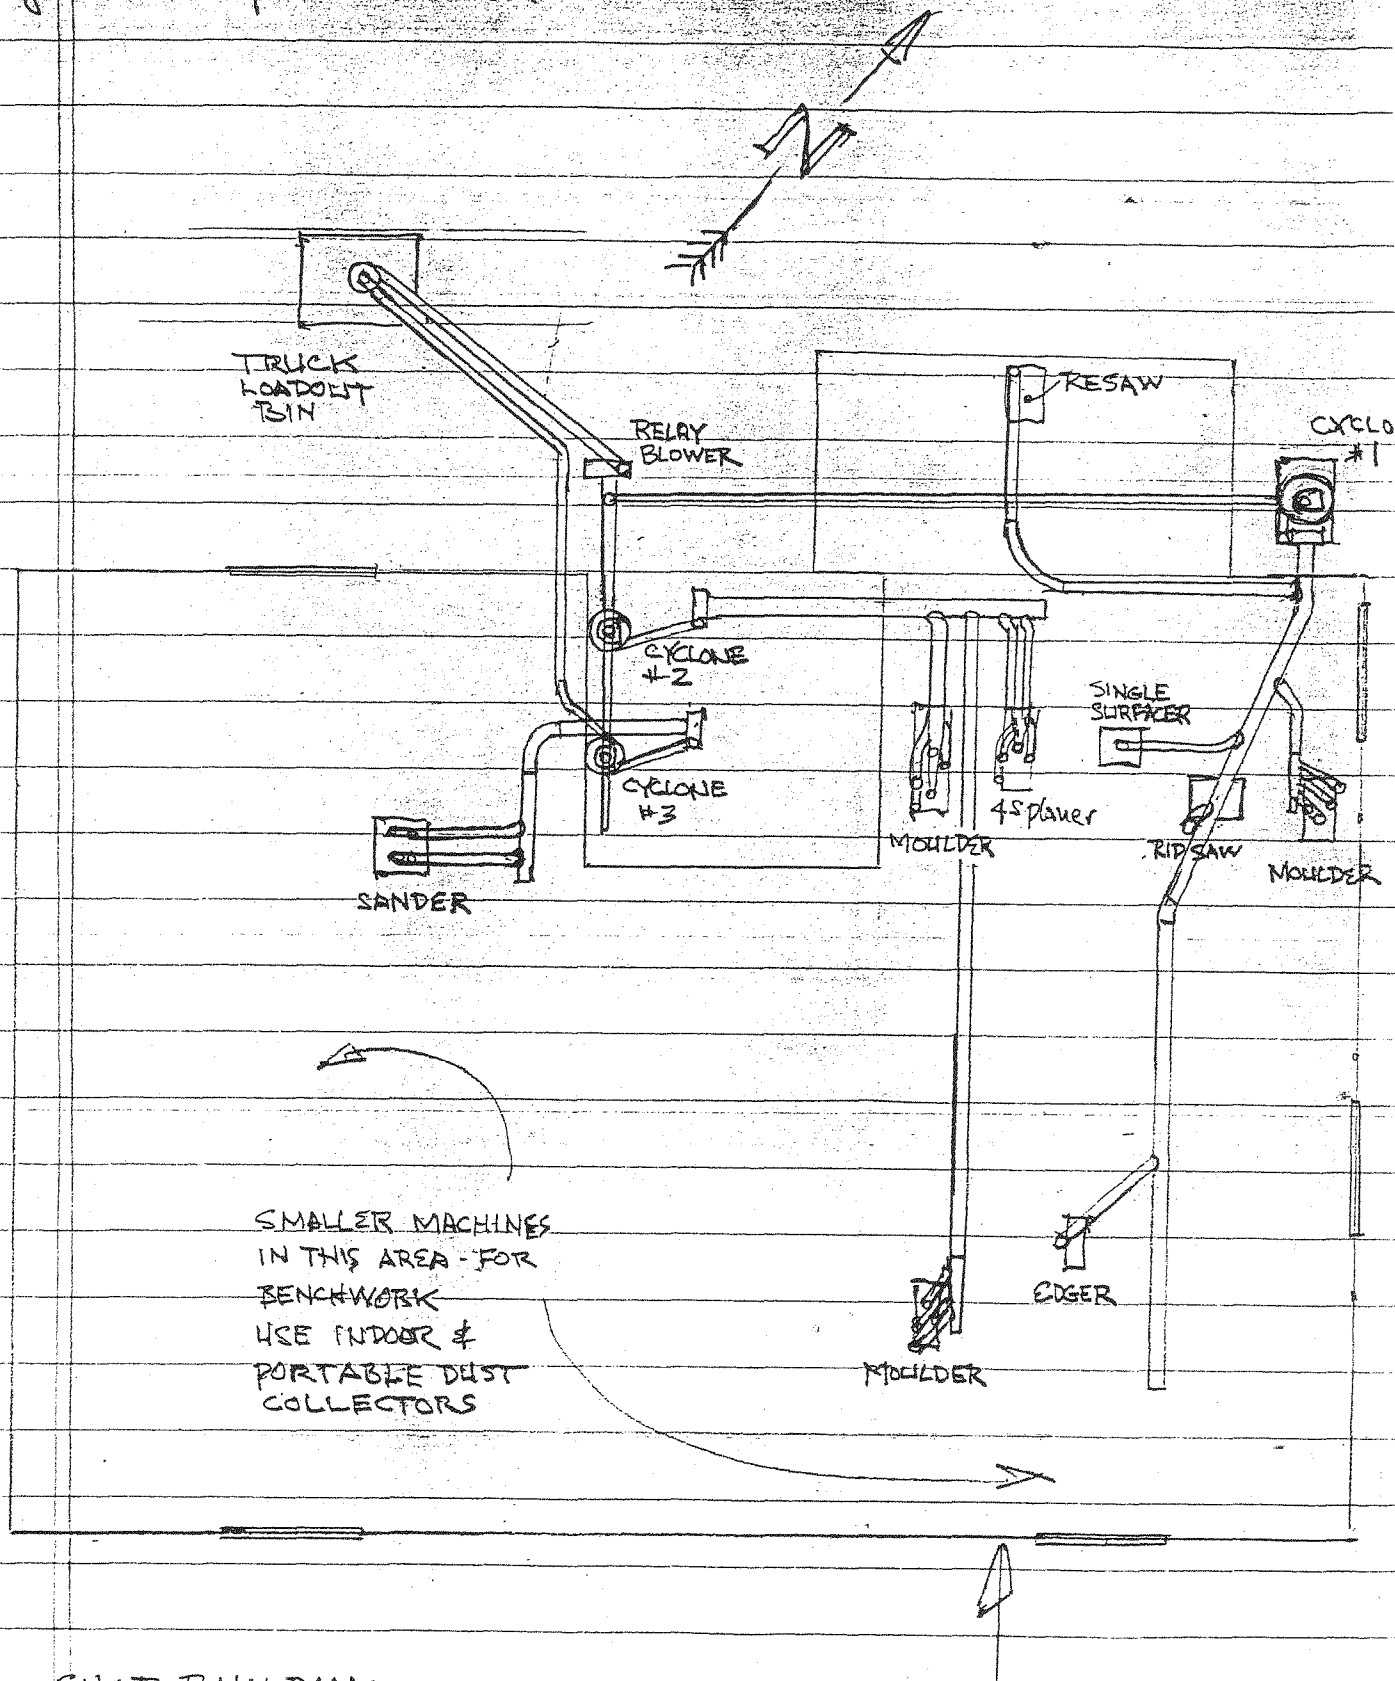 N
TRUCK
LOADOUT
BIN
RELAY
BLOWER
RESAW
CYCLO
#1
CYCLONE
#2
SINGLE
SURFACER
CYCLONE
#3
4S planer
MOULDER
RIP SAW
MOULDER
SANDER
SMALLER MACHINES
IN THIS AREA - FOR
BENCHWORK
USE INDOOR &
PORTABLE DUST
COLLECTORS
EDGER
MOULDER